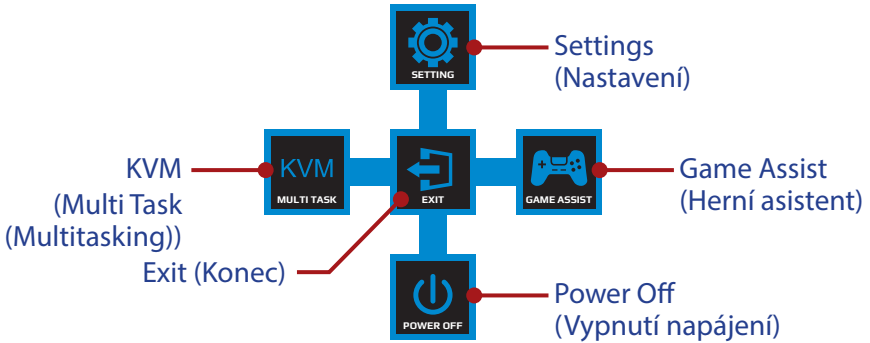 SETTING
Settings
(Nastavení)
KVM
(Multi Task
(Multitasking))
KVM
MULTI TASK
EXIT
GAME ASSIST
Game Assist
(Herní asistent)
Exit (Konec)
POWER OFF
Power Off
(Vypnutí napájení)